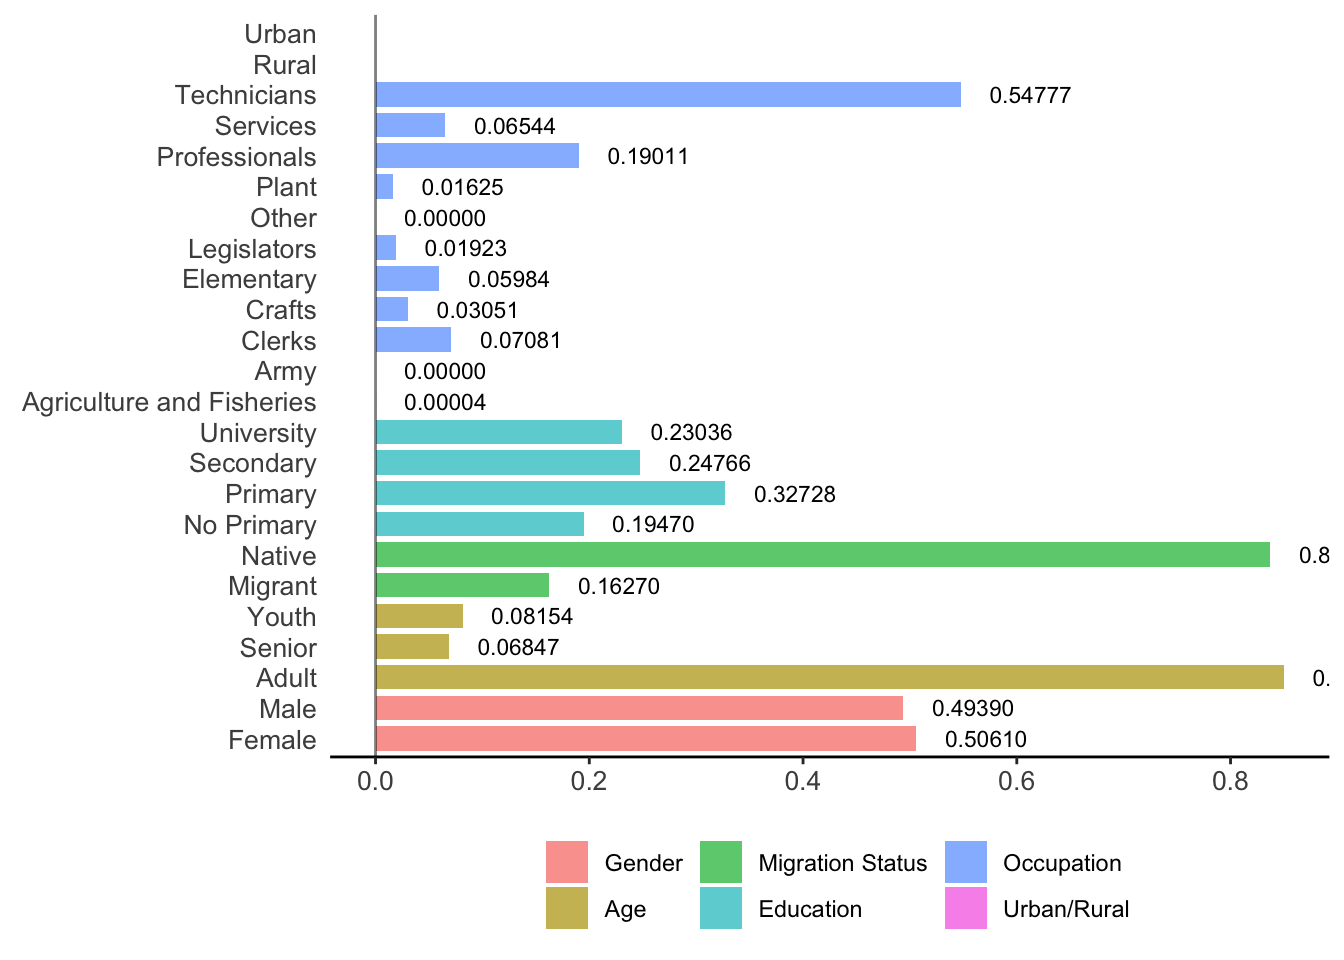 Urban
Rural
Technicians 0.54777
Services 0.06544
Professionals 0.19011
Plant 0.01625
Other 0.00000
Legislators 0.01923
Elementary 0.05984
Crafts 0.03051
Clerks 0.07081
Army 0.00000
Agriculture and Fisheries 0.00004
University 0.23036
Secondary 0.24766
Primary 0.32728
No Primary 0.19470
Native 0.8
Migrant 0.16270
Youth 0.08154
Senior 0.06847
Adult 0.
Male 0.49390
Female 0.50610
0.0 0.2 0.4 0.6 0.8
Gender Migration Status Occupation
Age Education Urban/Rural